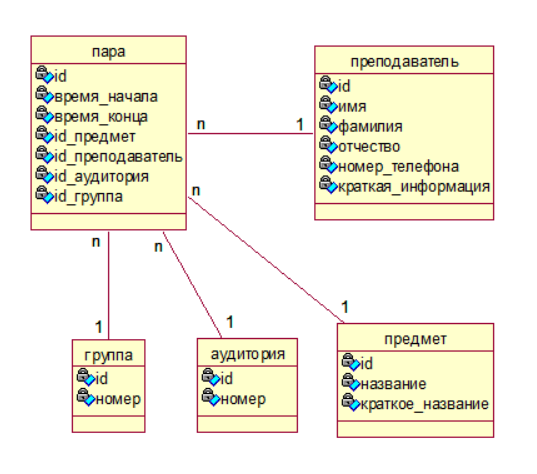 пара
id
время_начала
время_конца
id_предмет
id_преподаватель
id_аудитория
id_группа
преподаватель
id
имя
фамилия
отчество
номер_телефона
краткая_информация
n
1
n
n
n
1
1
1
группа
id
номер
аудитория
id
номер
предмет
id
название
краткое_название